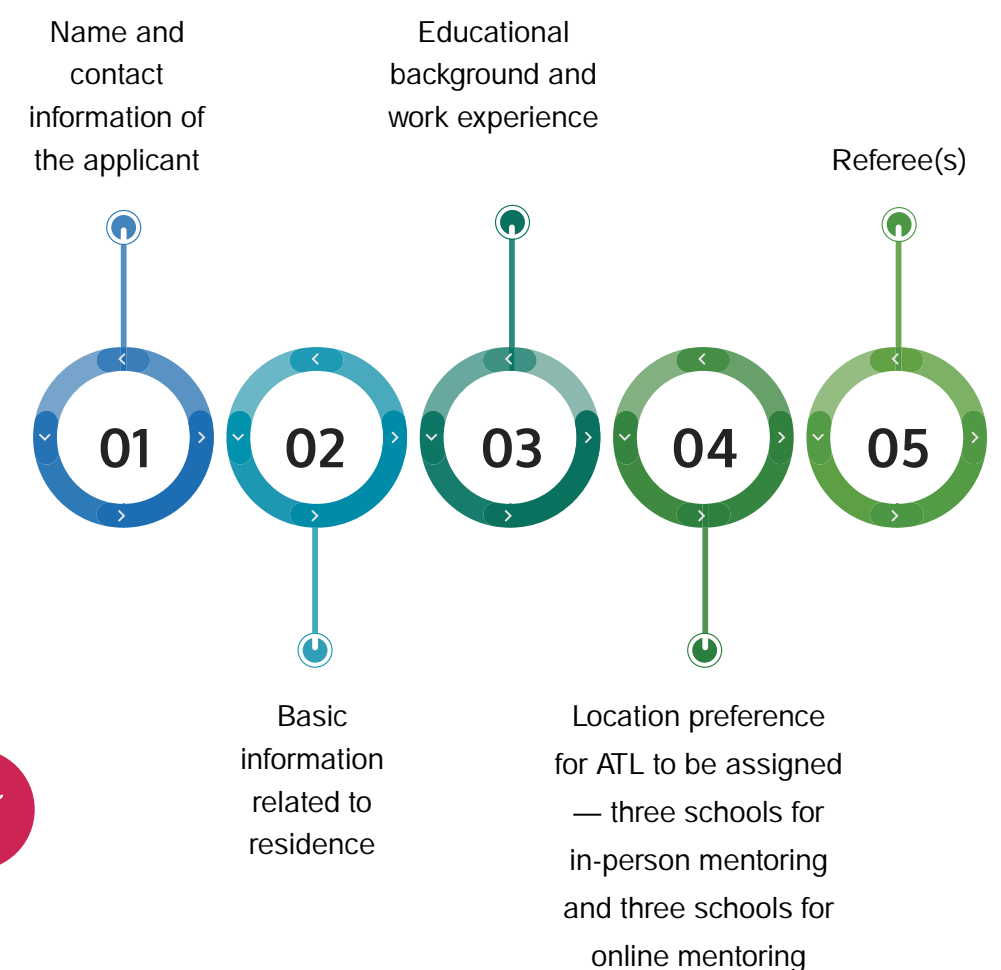 Name and
contact
information of
the applicant
Educational
background and
work experience
Referee(s)
01
02
03
04
05
Basic
information
related to
residence
Location preference
for ATL to be assigned
— three schools for
in-person mentoring
and three schools for
online mentoring